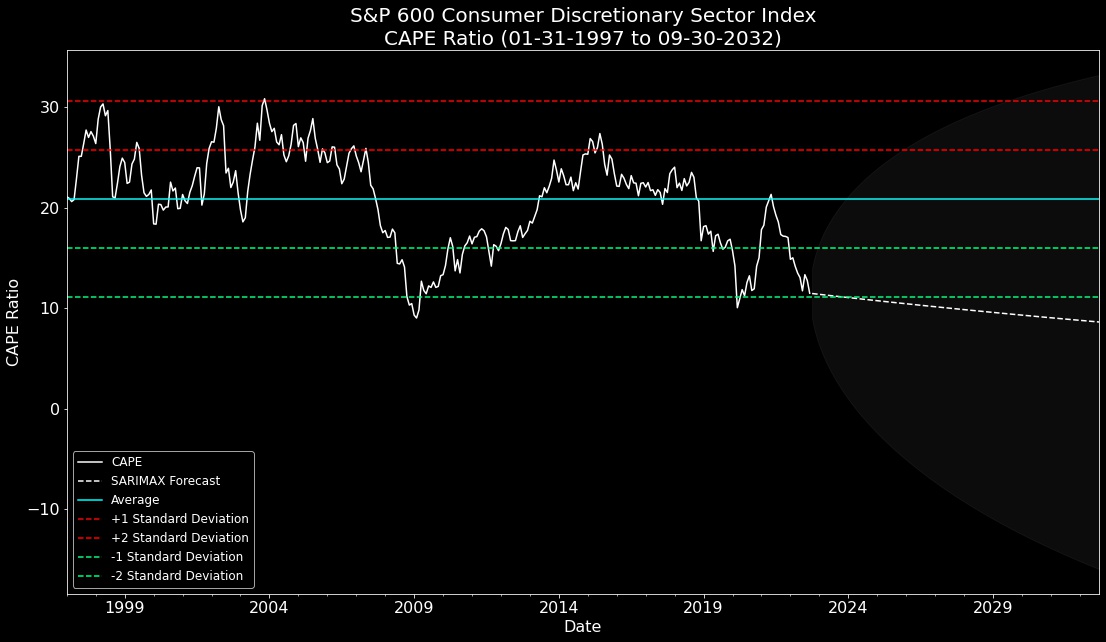 S&P 600 Consumer Discretionary Sector Index
CAPE Ratio (01-31-1997 to 09-30-2032)
CAPE Ratio
30
20
10
0
−10
CAPE
SARIMAX Forecast
Average
+1 Standard Deviation
+2 Standard Deviation
-1 Standard Deviation
-2 Standard Deviation
1999 2004 2009 2014 2019 2024 2029
Date